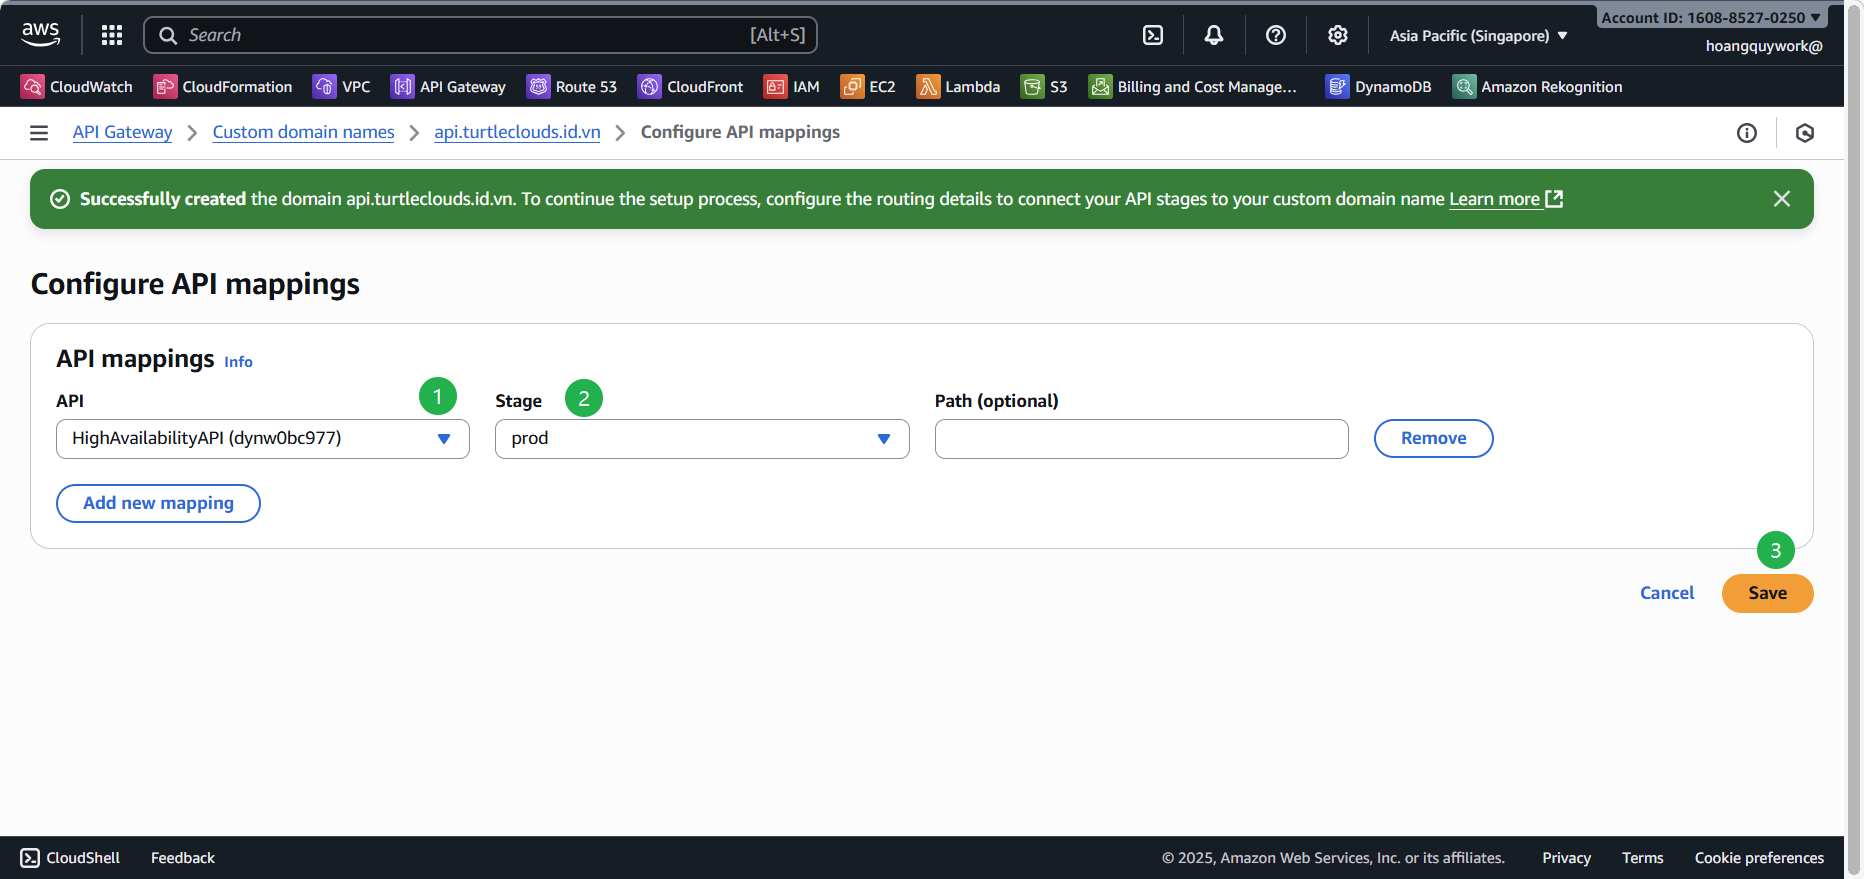 aws
Search [Alt+S]
Asia Pacific (Singapore)
Account ID: 1608-8527-0250
hoangquywork@
CloudWatch CloudFormation VPC API Gateway Route 53 CloudFront IAM EC2 Lambda S3 Billing and Cost Manage... DynamoDB Amazon Rekognition
API Gateway Custom domain names api.turtleclouds.id.vn Configure API mappings
Successfully created the domain api.turtleclouds.id.vn. To continue the setup process, configure the routing details to connect your API stages to your custom domain name Learn more
Configure API mappings
API mappings Info
API 1 Stage 2 Path (optional)
HighAvailabilityAPI (dynw0bc977) prod Remove
Add new mapping
3
Cancel Save
CloudShell Feedback © 2025, Amazon Web Services, Inc. or its affiliates. Privacy Terms Cookie preferences